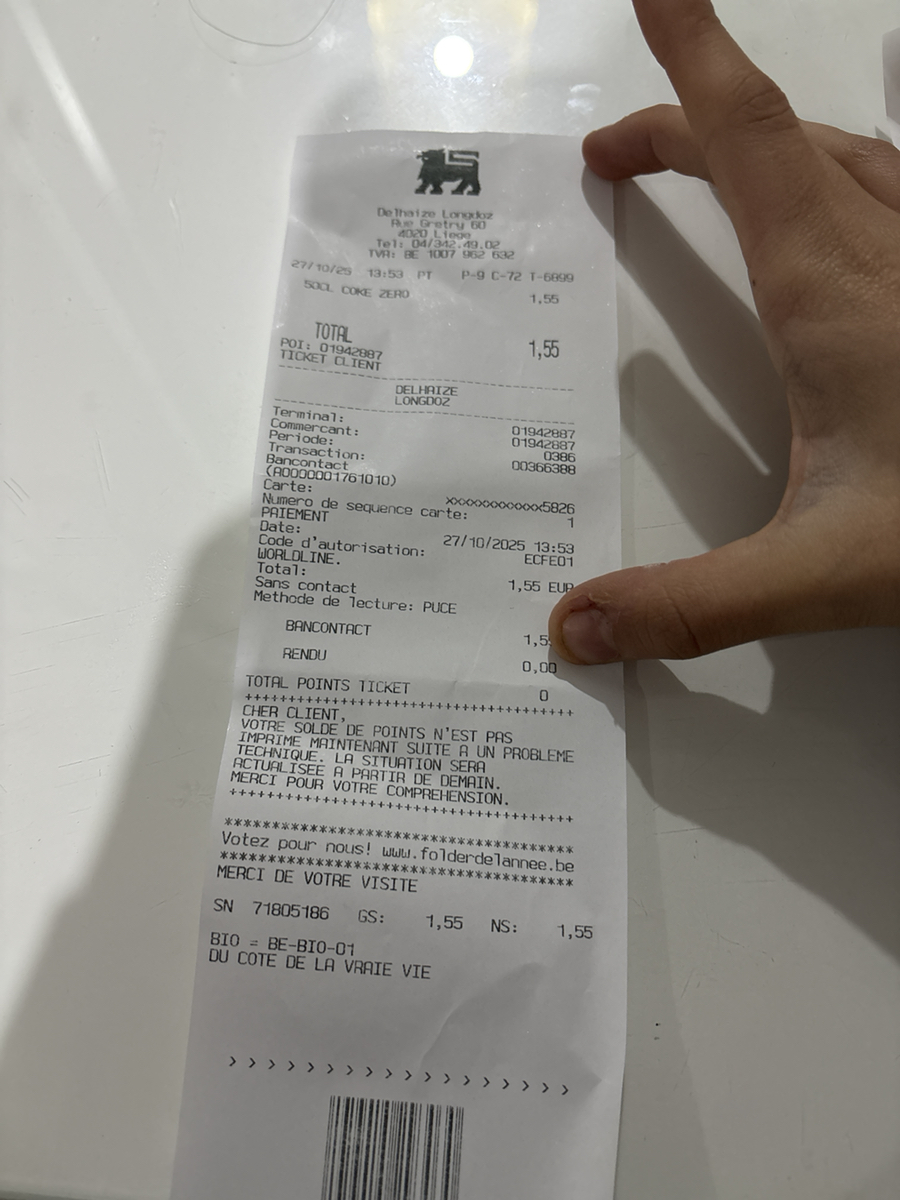 Delhaize Longdoz
Rue Gretry 60
4020 Liege
Tel: 04/342.49.02
TVA: BE 1007 962 632
27/10/25 13:53 PT P-9 C-72 T-6899
50CL COKE ZERO 1,55
TOTAL 1,55
POI: 01942887
TICKET CLIENT
--------------------------------
DELHAIZE
LONGDOZ
--------------------------------
Terminal: 01942887
Commercant: 01942887
Periode: 0386
Transaction: 00366388
Bancontact
(A0000001761010)
Carte: xxxxxxxxxxxx5826
Numero de sequence carte: 1
PAIEMENT
Date: 27/10/2025 13:53
Code d'autorisation: ECFE01
WORLDLINE.
Total: 1,55 EUR
Sans contact
Methode de lecture: PUCE
BANCONTACT 1,5
RENDU 0,00
TOTAL POINTS TICKET 0
+++++++++++++++++++++++++++++++++++
CHER CLIENT,
VOTRE SOLDE DE POINTS N'EST PAS
IMPRIME MAINTENANT SUITE A UN PROBLEME
TECHNIQUE. LA SITUATION SERA
ACTUALISEE A PARTIR DE DEMAIN.
MERCI POUR VOTRE COMPREHENSION.
+++++++++++++++++++++++++++++++++++
**************************************
Votez pour nous! www.folderdelannee.be
**************************************
MERCI DE VOTRE VISITE
SN 71805186 GS: 1,55 NS: 1,55
BIO = BE-BIO-01
DU COTE DE LA VRAIE VIE
> > > > > > > > > > > > > > > > > >